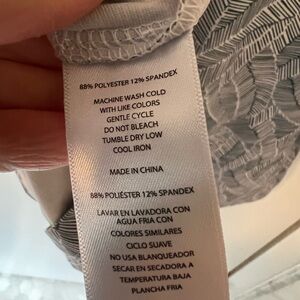 88% POLYESTER 12% SPANDEX
MACHINE WASH COLD
WITH LIKE COLORS
GENTLE CYCLE
DO NOT BLEACH
TUMBLE DRY LOW
COOL IRON
MADE IN CHINA
88% POLIÉSTER 12% SPANDEX
LAVAR EN LAVADORA CON
AGUA FRIA CON
COLORES SIMILARES
CICLO SUAVE
NO USA BLANQUEADOR
SECAR EN SECADORA A
TEMPERATURA BAJA
PLANCHA FRIA